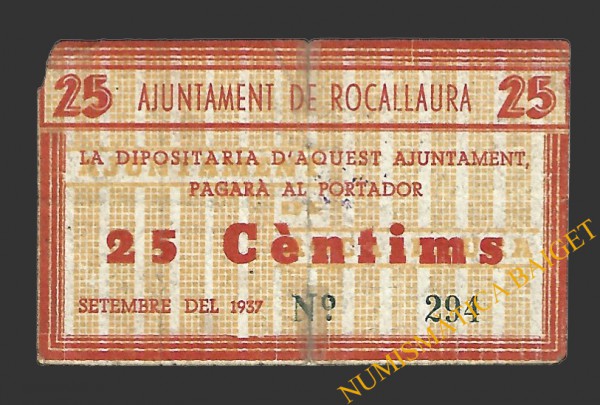 25 AJUNTAMENT DE ROCALLAURA 25
LA DIPOSITARIA D'AQUEST AJUNTAMENT,
PAGARÀ AL PORTADOR
25 Cèntims
SETEMBRE DEL 1937 Nº 294
NUMISMATICA BAIGET